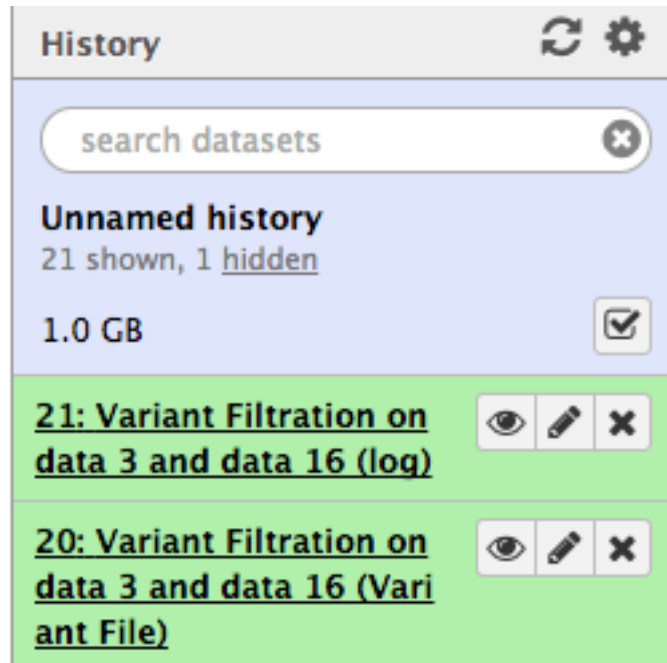 History
search datasets
Unnamed history
21 shown, 1 hidden
1.0 GB
21: Variant Filtration on
data 3 and data 16 (log)
20: Variant Filtration on
data 3 and data 16 (Vari
ant File)